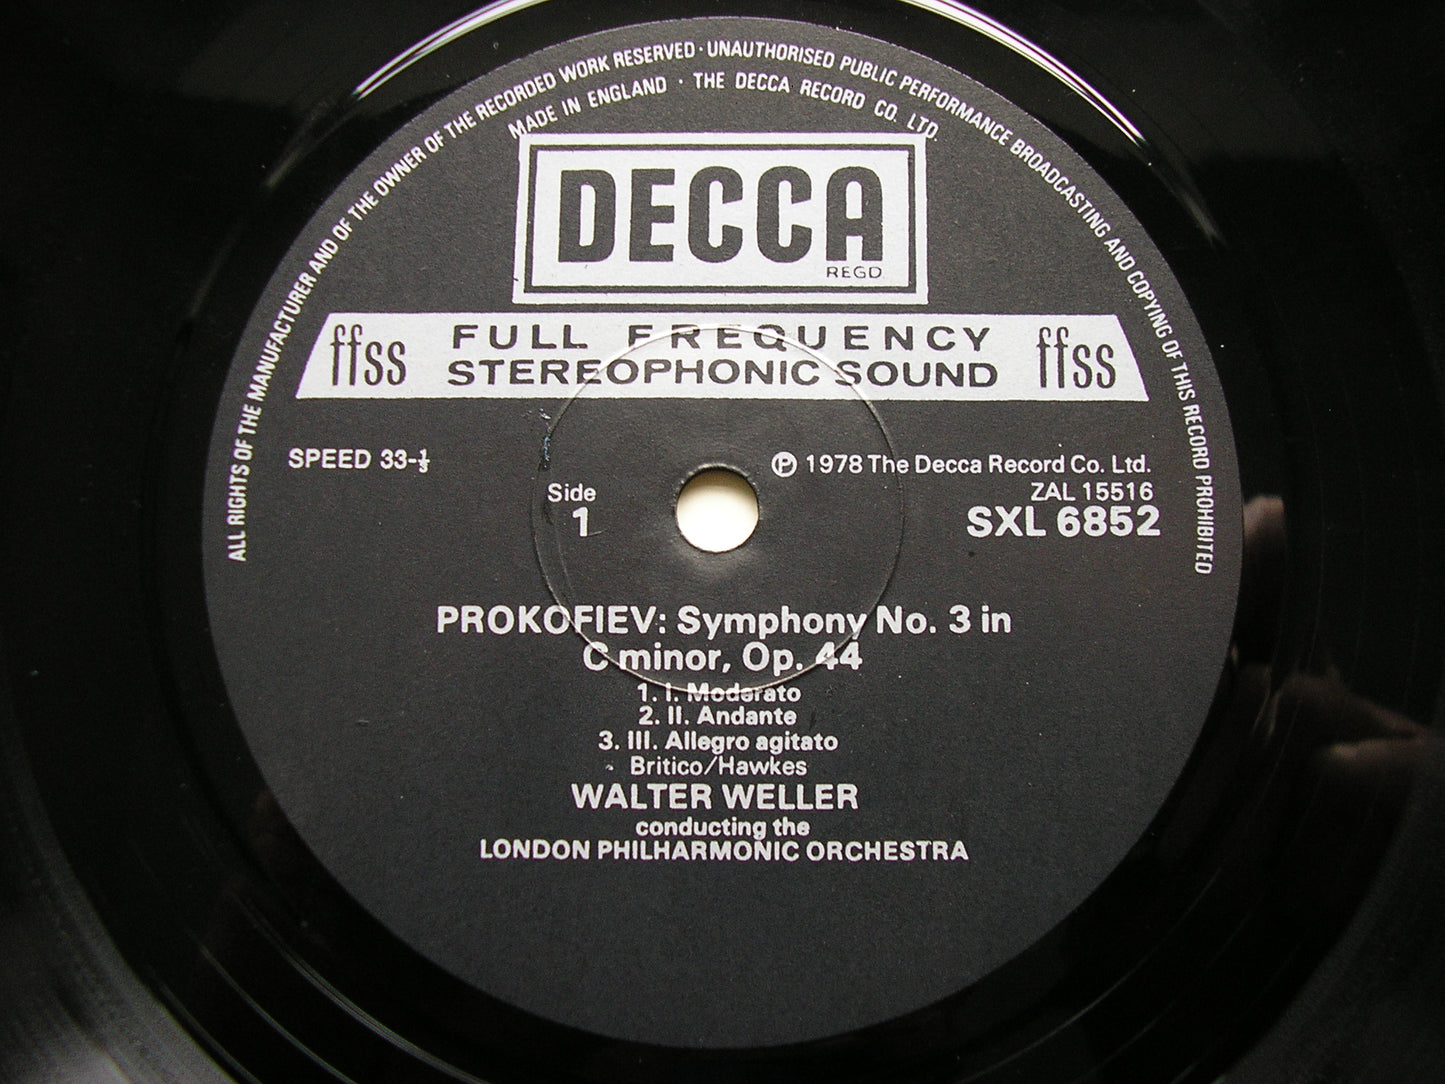 ALL RIGHTS OF THE MANUFACTURER AND OF THE OWNER OF THE RECORDED WORK RESERVED · UNAUTHORISED PUBLIC PERFORMANCE BROADCASTING AND COPYING OF THIS RECORD PROHIBITED
MADE IN ENGLAND · THE DECCA RECORD CO. LTD.
DECCA
REGD
ffss FULL FREQUENCY STEREOPHONIC SOUND ffss
SPEED 33-⅓
℗ 1978 The Decca Record Co. Ltd.
Side
1
ZAL 15516
SXL 6852
PROKOFIEV: Symphony No. 3 in
C minor, Op. 44
1. I. Moderato
2. II. Andante
3. III. Allegro agitato
Britico/Hawkes
WALTER WELLER
conducting the
LONDON PHILHARMONIC ORCHESTRA